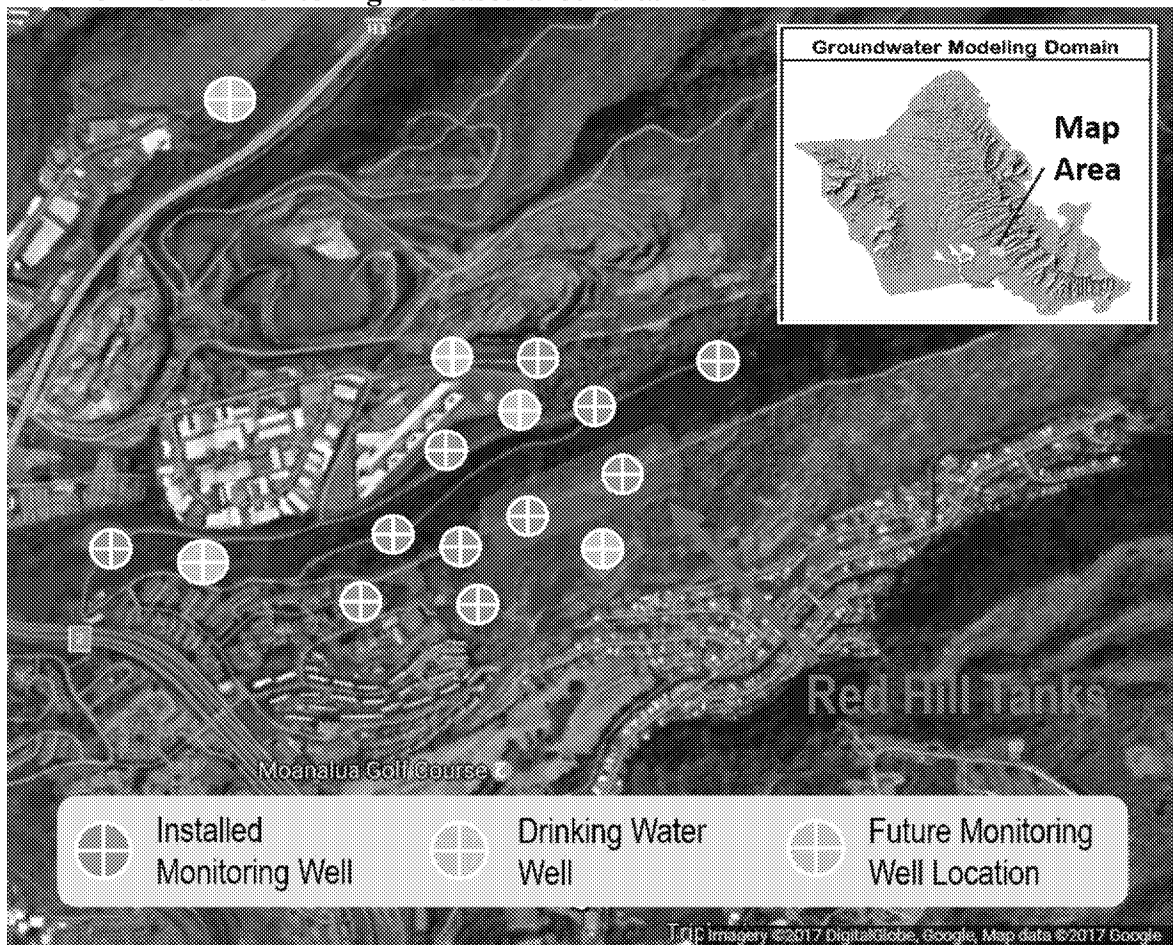 Groundwater Modeling Domain
Map
Area
Red Hill Tanks
Moanalua Golf Course
Installed
Monitoring Well
Drinking Water
Well
Future Monitoring
Well Location
Imagery ©2017 DigitalGlobe, Google, Map data ©2017 Google